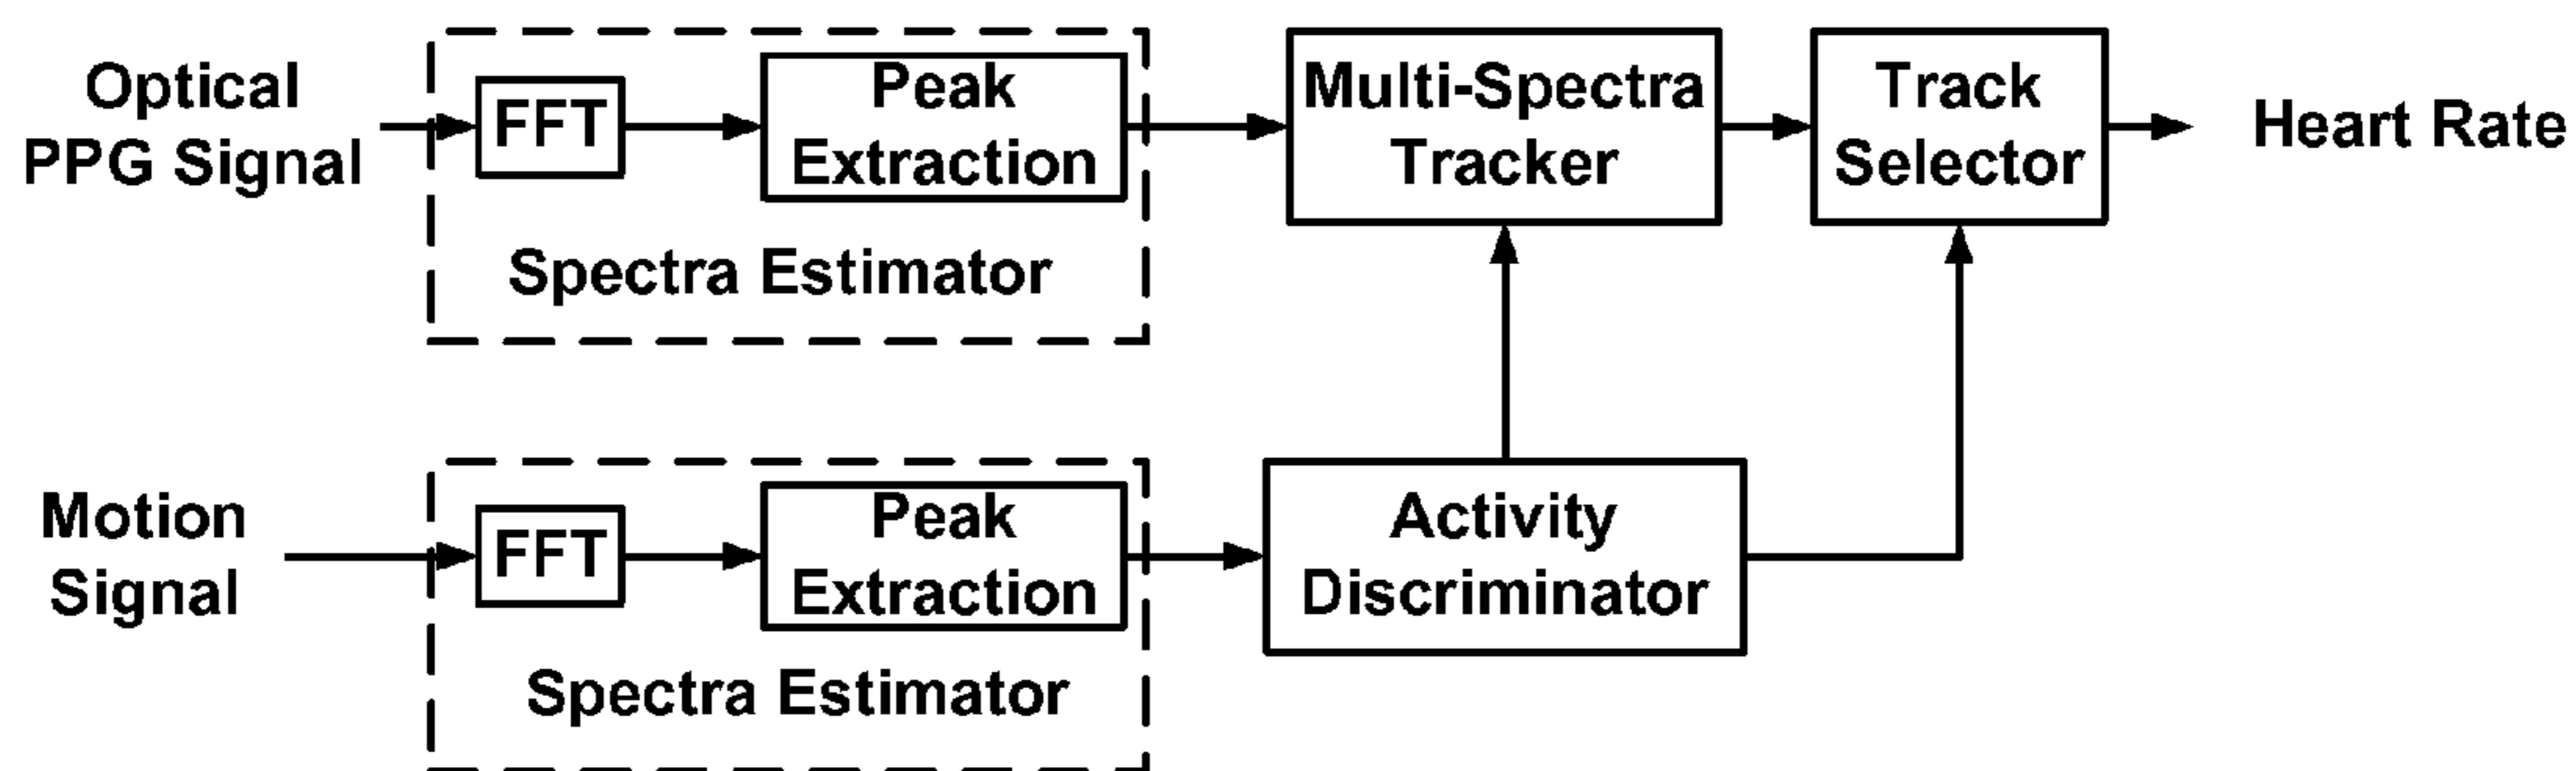 Optical
PPG Signal
FFT
Peak
Extraction
Spectra Estimator
Multi-Spectra
Tracker
Track
Selector
Heart Rate
Motion
Signal
FFT
Peak
Extraction
Spectra Estimator
Activity
Discriminator